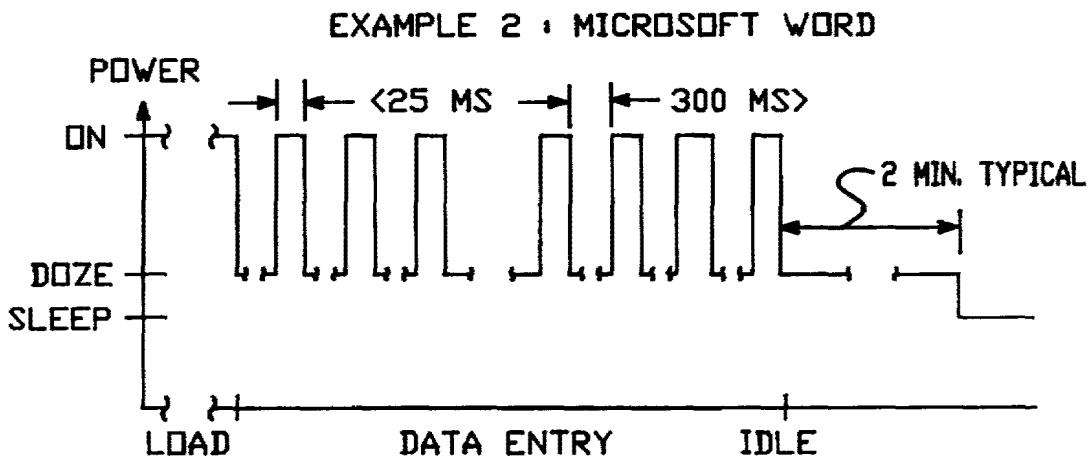 EXAMPLE 2 : MICROSOFT WORD
POWER
<25 MS
300 MS>
ON
2 MIN. TYPICAL
DOZE
SLEEP
LOAD
DATA ENTRY
IDLE